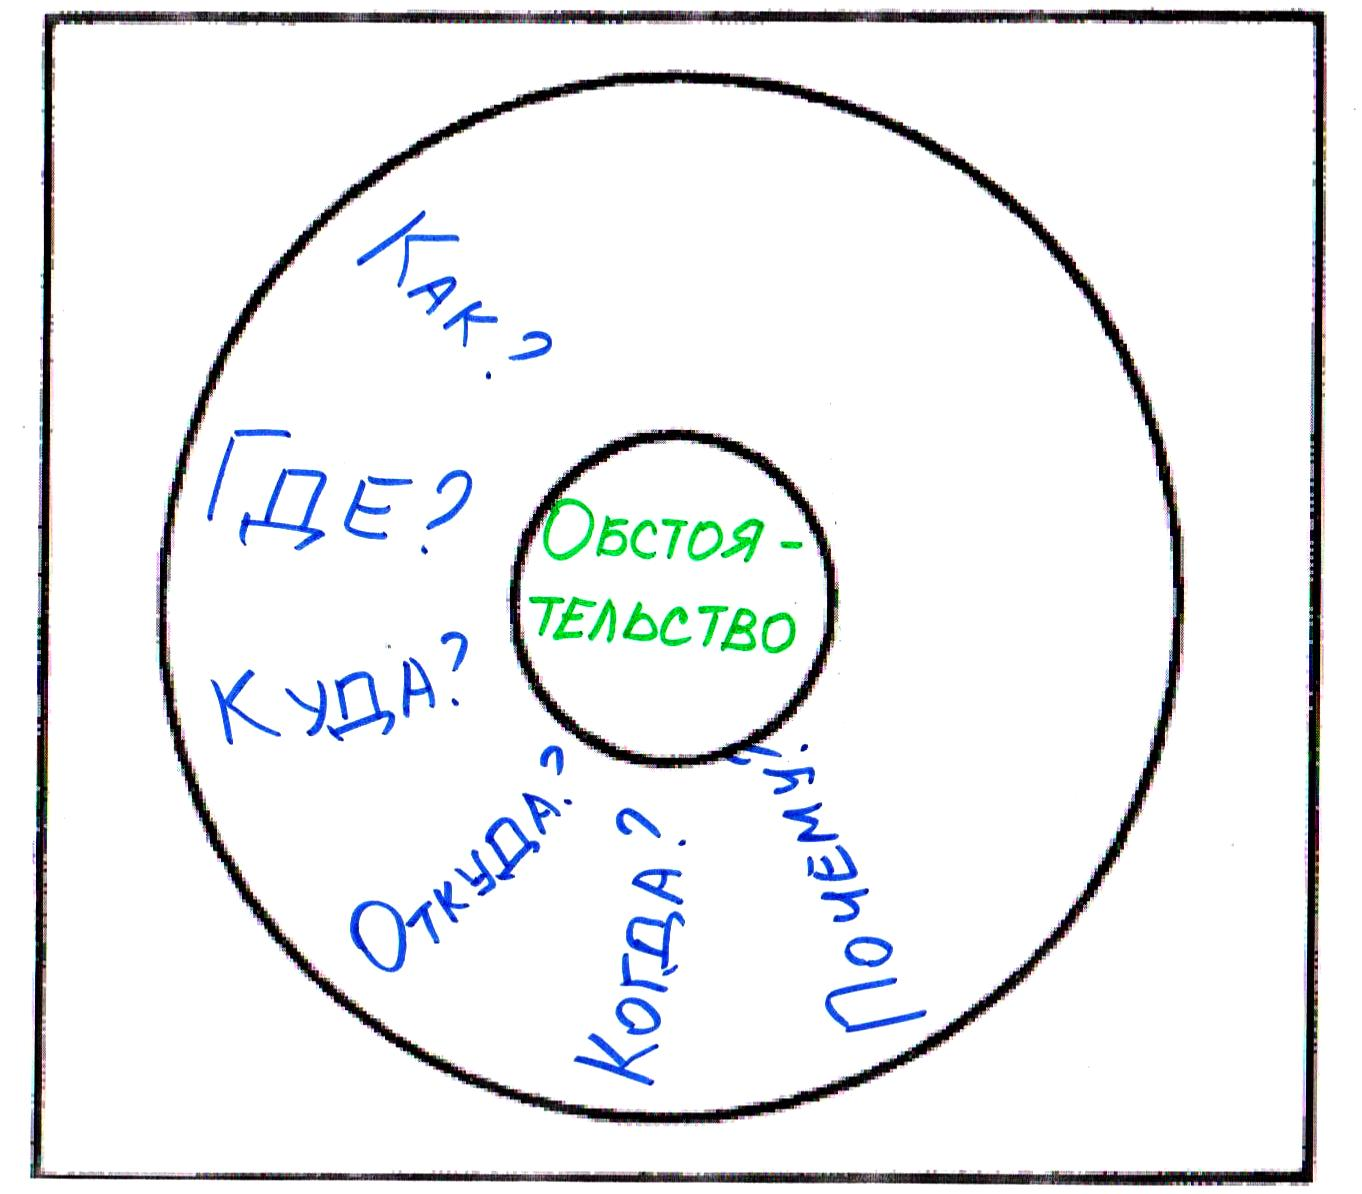 Как?
Где?
Куда?
Откуда?
Когда?
Почему?
Обстоя-
тельство